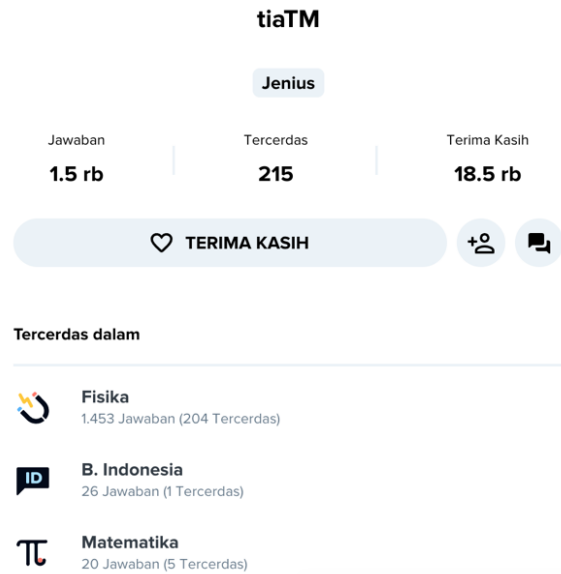 tiaTM
Jenius
Jawaban Tercerdas Terima Kasih
1.5 rb 215 18.5 rb
TERIMA KASIH
Tercerdas dalam
Fisika
1.453 Jawaban (204 Tercerdas)
ID
B. Indonesia
26 Jawaban (1 Tercerdas)
Matematika
20 Jawaban (5 Tercerdas)